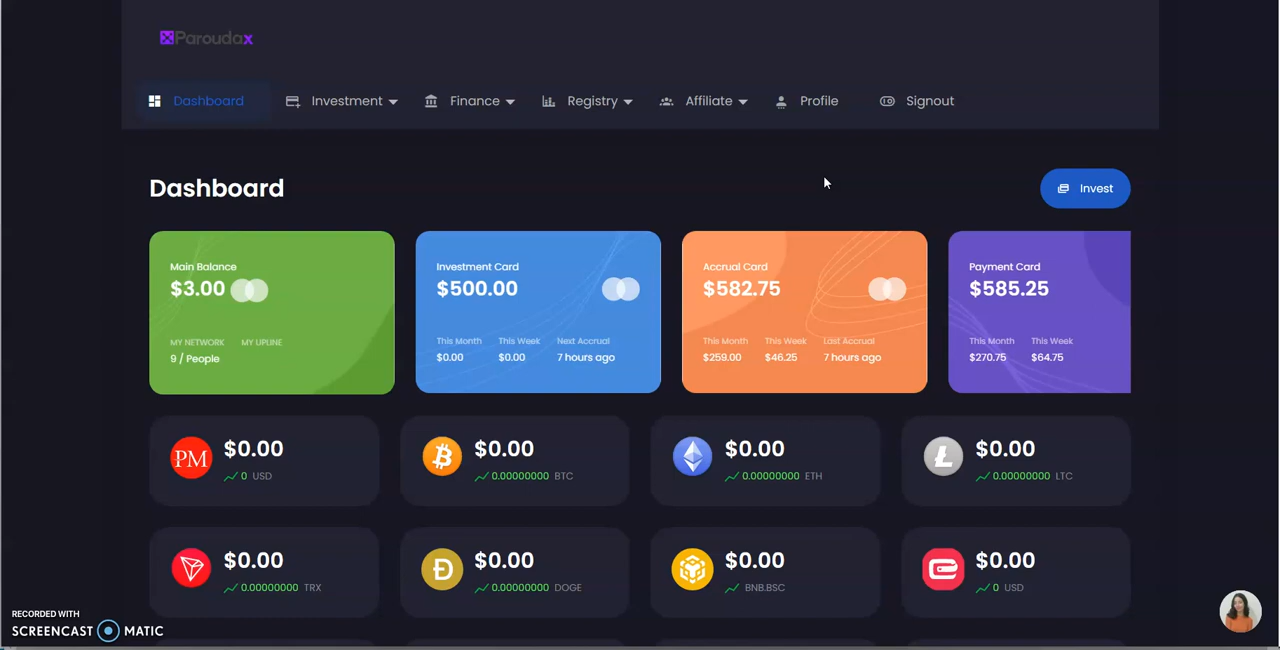 Paroudax
Dashboard Investment Finance Registry Affiliate Profile Signout
Dashboard
Invest
Main Balance
$3.00
MY NETWORK MY UPLINE
9 / People
Investment Card
$500.00
This Month This Week Next Accrual
$0.00 $0.00 7 hours ago
Accrual Card
$582.75
This Month This Week Last Accrual
$259.00 $46.25 7 hours ago
Payment Card
$585.25
This Month This Week
$270.75 $64.75
PM
$0.00
0 USD
$0.00
0.00000000 BTC
$0.00
0.00000000 ETH
$0.00
0.00000000 LTC
$0.00
0.00000000 TRX
$0.00
0.00000000 DOGE
$0.00
BNB.BSC
$0.00
0 USD
RECORDED WITH
SCREENCAST MATIC